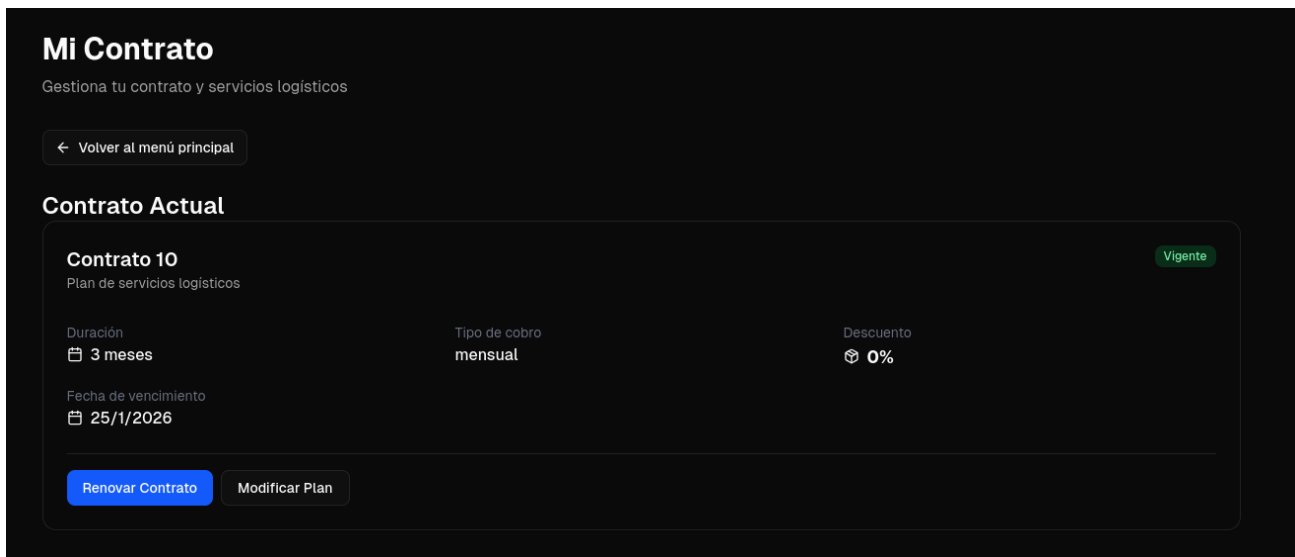 Mi Contrato
Gestiona tu contrato y servicios logísticos
Volver al menú principal
Contrato Actual
Contrato 10
Vigente
Plan de servicios logísticos
Duración
3 meses
Tipo de cobro
mensual
Descuento
0%
Fecha de vencimiento
25/1/2026
Renovar Contrato
Modificar Plan